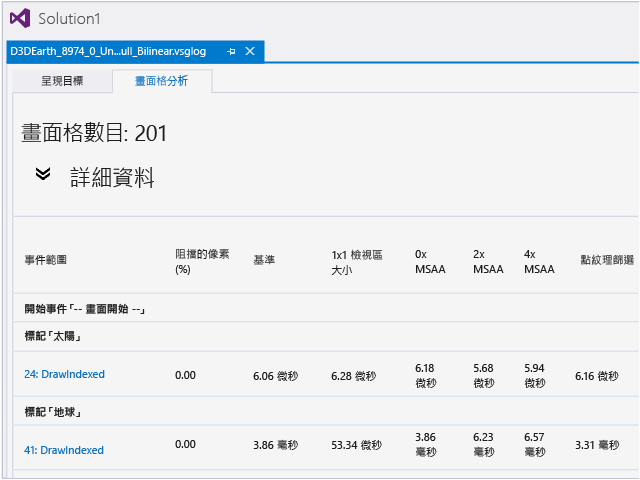 Solution1
D3DEarth_8974_0_Un...ull_Bilinear.vsglog
呈現目標 畫面格分析
畫面格數目: 201
詳細資料
事件範圍 阻擋的像素 (%) 基準 1x1 檢視區 大小 0x MSAA 2x MSAA 4x MSAA 點紋理篩選
開始事件「-- 畫面開始 --」
標記「太陽」
24: DrawIndexed 0.00 6.06 微秒 6.28 微秒 6.18 微秒 5.68 微秒 5.94 微秒 6.16 微秒
標記「地球」
41: DrawIndexed 0.00 3.86 毫秒 53.34 微秒 3.86 毫秒 6.23 毫秒 6.57 毫秒 3.31 毫秒